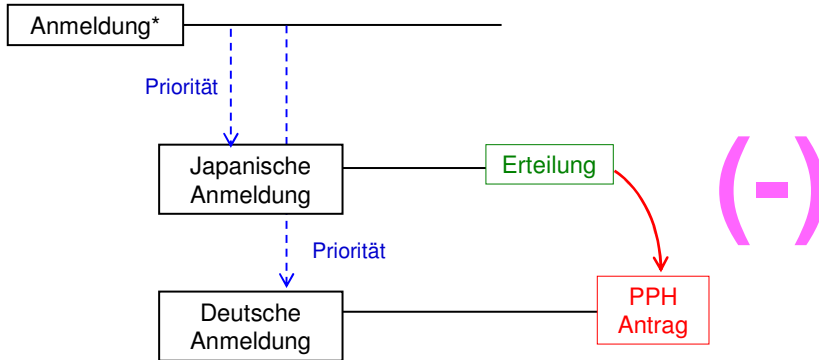 Anmeldung*
Priorität
Japanische
Anmeldung
Erteilung
(-)
Priorität
Deutsche
Anmeldung
PPH
Antrag